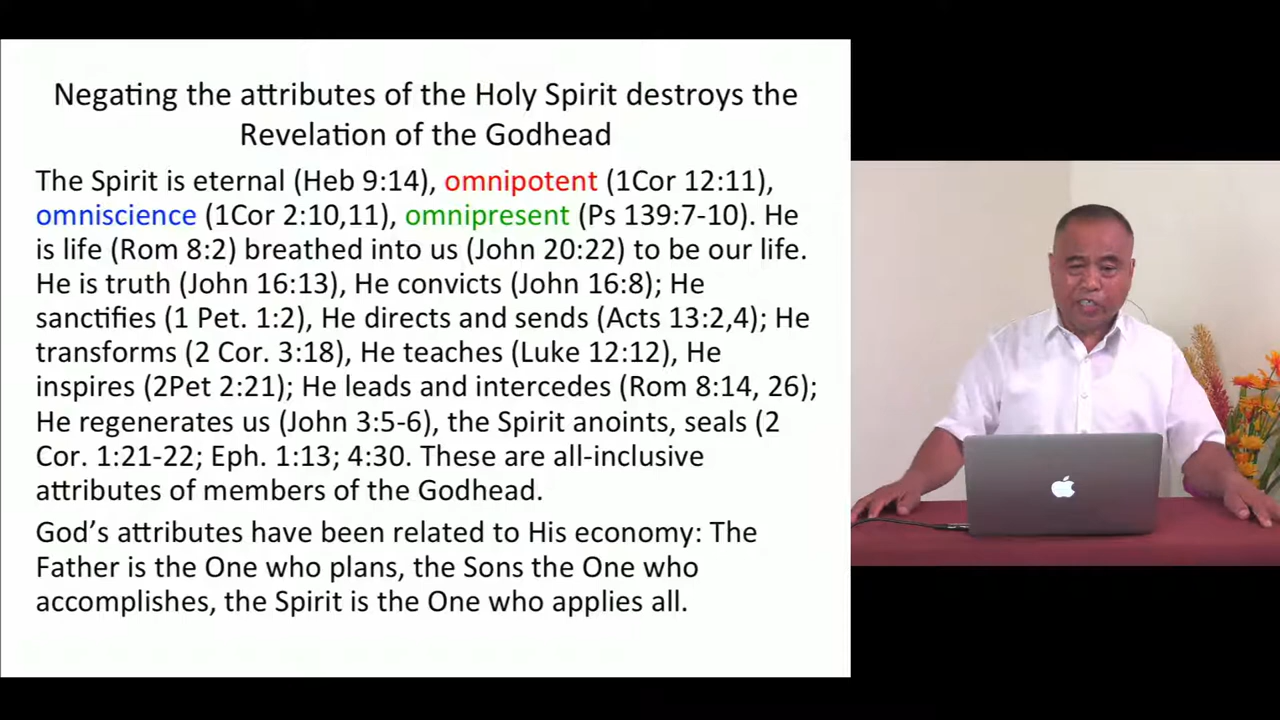 Negating the attributes of the Holy Spirit destroys the
Revelation of the Godhead
The Spirit is eternal (Heb 9:14), omnipotent (1Cor 12:11),
omniscience (1Cor 2:10,11), omnipresent (Ps 139:7-10). He
is life (Rom 8:2) breathed into us (John 20:22) to be our life.
He is truth (John 16:13), He convicts (John 16:8); He
sanctifies (1 Pet. 1:2), He directs and sends (Acts 13:2,4); He
transforms (2 Cor. 3:18), He teaches (Luke 12:12), He
inspires (2Pet 2:21); He leads and intercedes (Rom 8:14, 26);
He regenerates us (John 3:5-6), the Spirit anoints, seals (2
Cor. 1:21-22; Eph. 1:13; 4:30. These are all-inclusive
attributes of members of the Godhead.
God’s attributes have been related to His economy: The
Father is the One who plans, the Sons the One who
accomplishes, the Spirit is the One who applies all.